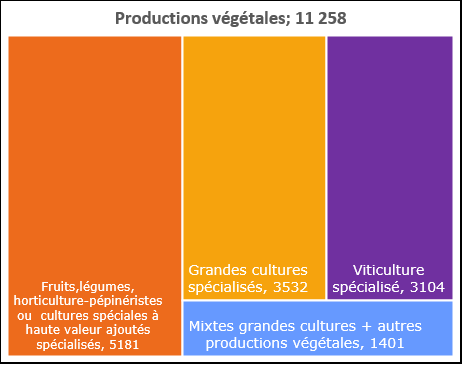 Productions végétales; 11 258
Grandes cultures
spécialisés, 3532
Viticulture
spécialisé, 3104
Fruits,légumes,
horticulture-pépinéristes
ou cultures spéciales à
haute valeur ajoutés
spécialisés, 5181
Mixtes grandes cultures + autres
productions végétales, 1401